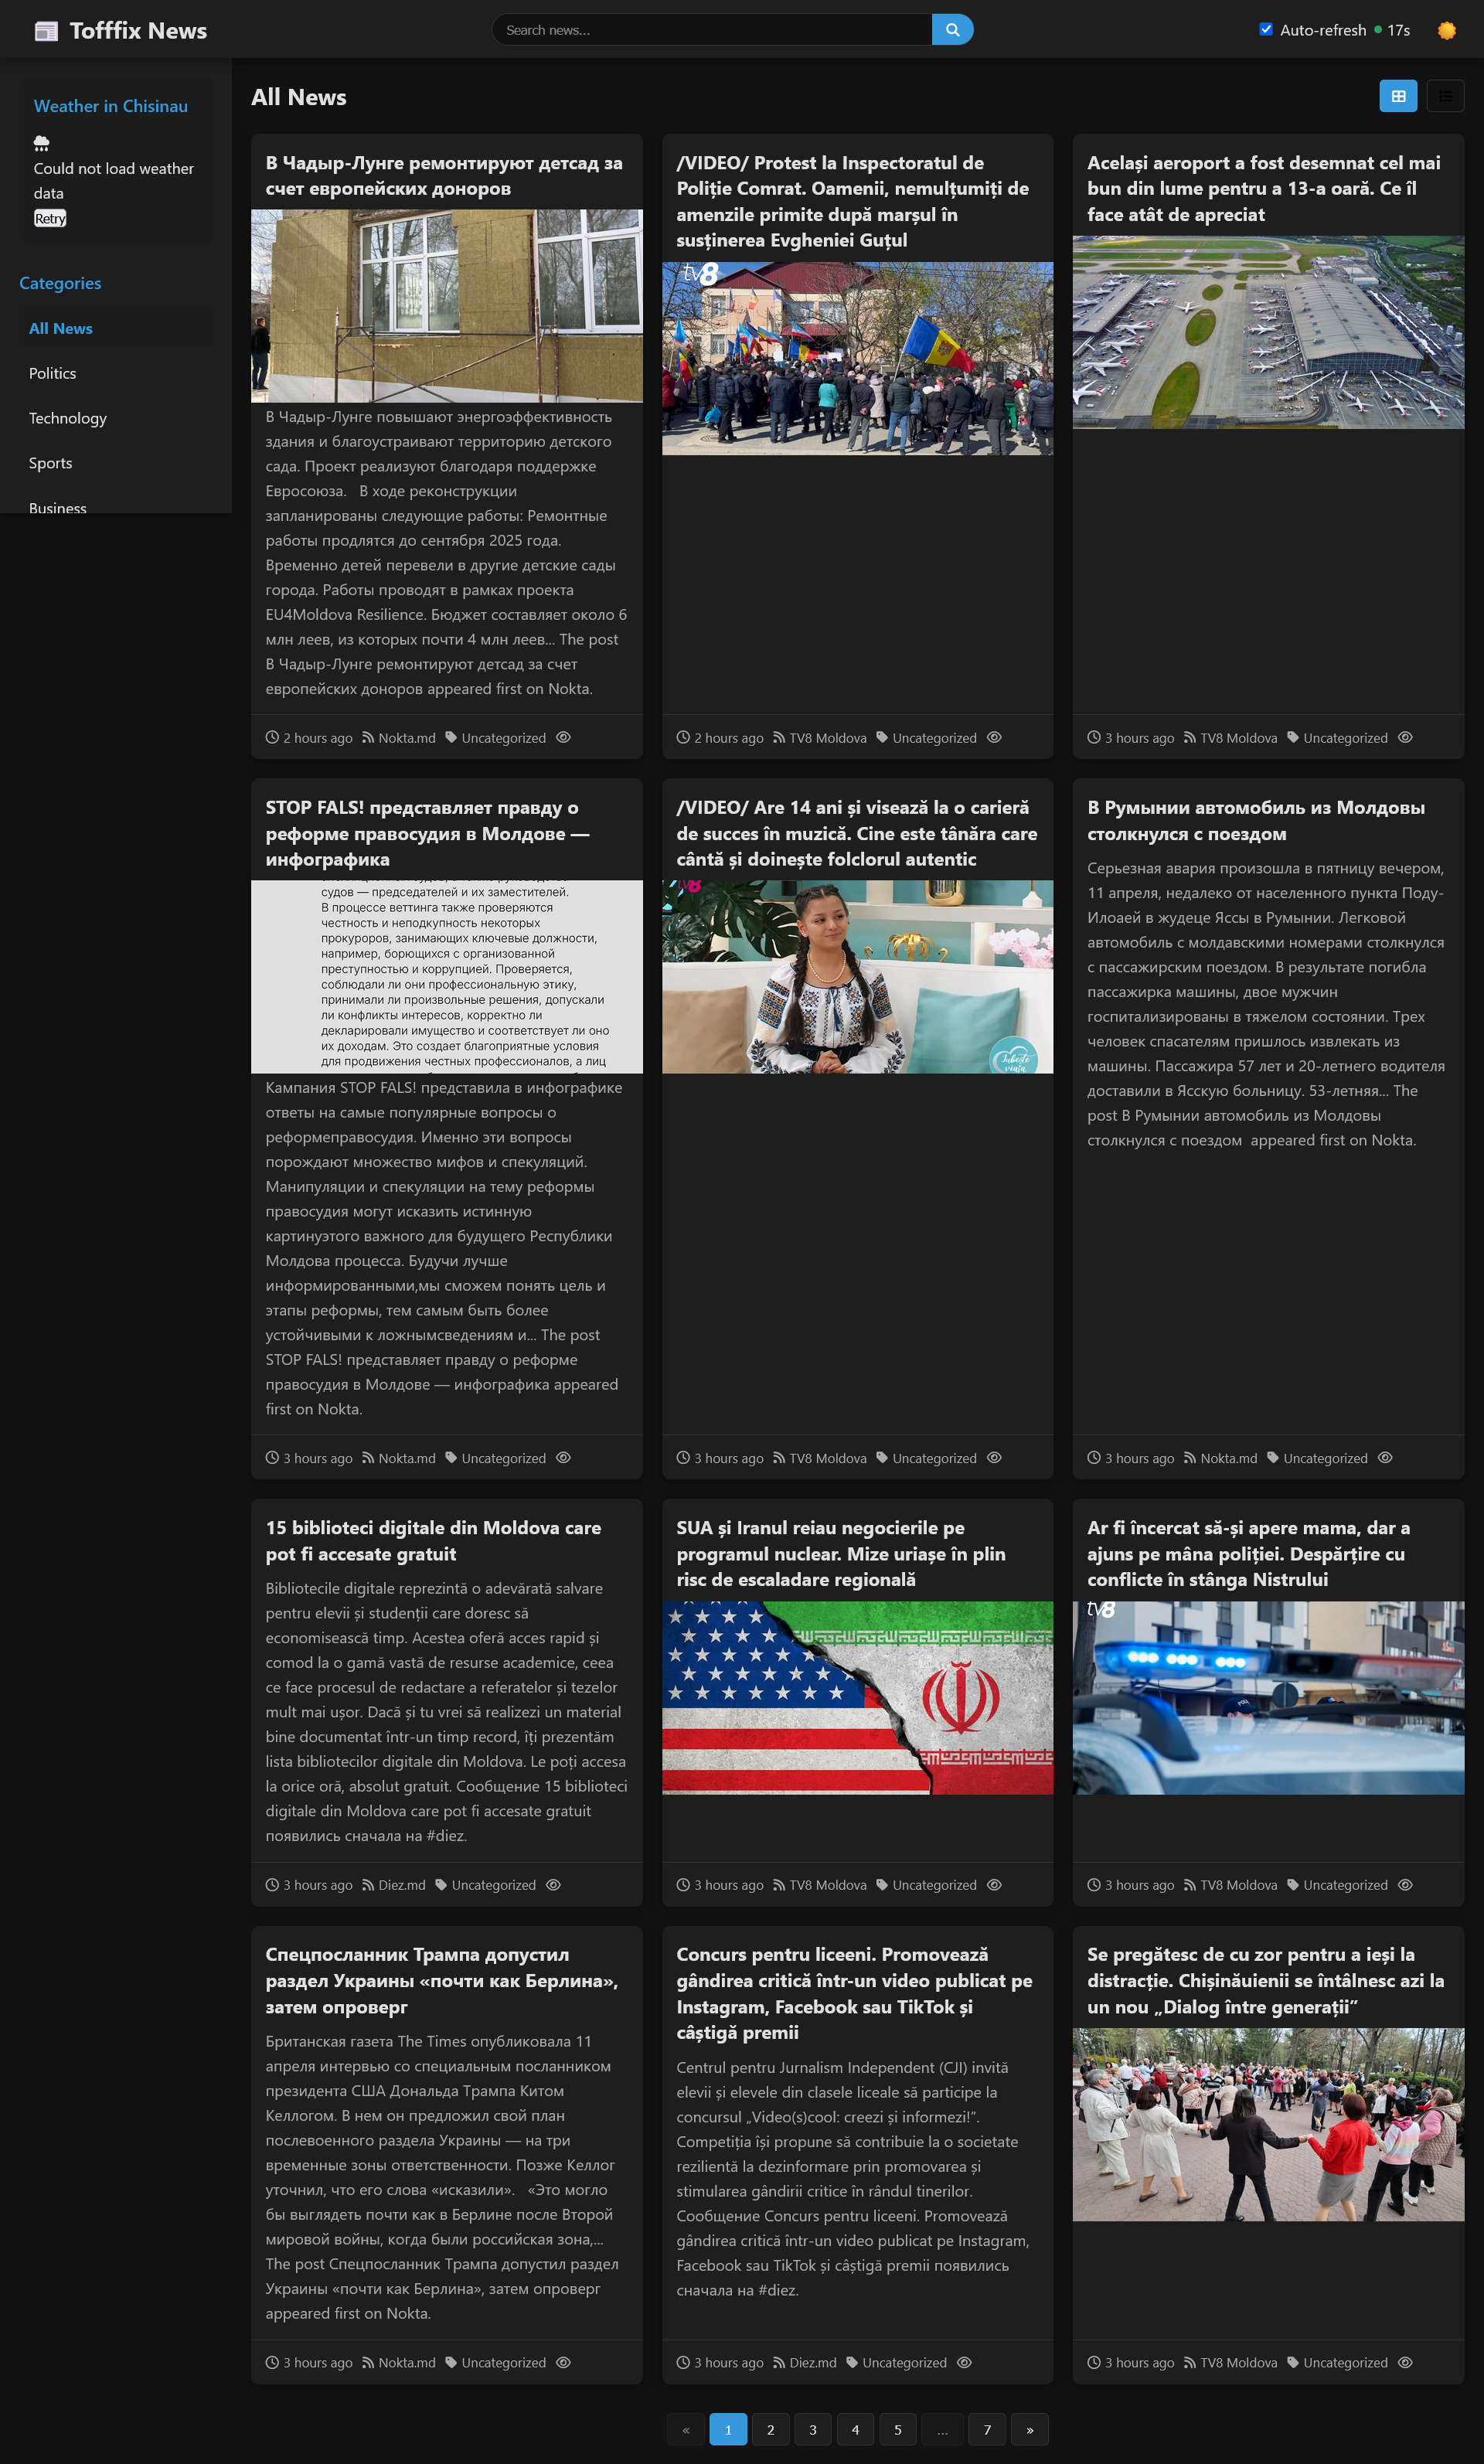 Tofffix News
Search news...
Auto-refresh
17s
Weather in Chisinau
Could not load weather
data
Retry
Categories
All News
Politics
Technology
Sports
Business
All News
В Чадыр-Лунге ремонтируют детсад за
счет европейских доноров
В Чадыр-Лунге повышают энергоэффективность
здания и благоустраивают территорию детского
сада. Проект реализуют благодаря поддержке
Евросоюза. В ходе реконструкции
запланированы следующие работы: Ремонтные
работы продлятся до сентября 2025 года.
Временно детей перевели в другие детские сады
города. Работы проводят в рамках проекта
EU4Moldova Resilience. Бюджет составляет около 6
млн леев, из которых почти 4 млн леев... The post
В Чадыр-Лунге ремонтируют детсад за счет
европейских доноров appeared first on Nokta.
2 hours ago Nokta.md Uncategorized
/VIDEO/ Protest la Inspectoratul de
Poliție Comrat. Oamenii, nemulțumiți de
amenzile primite după marșul în
susținerea Evgheniei Guțul
tv8
2 hours ago TV8 Moldova Uncategorized
Același aeroport a fost desemnat cel mai
bun din lume pentru a 13-a oară. Ce îl
face atât de apreciat
3 hours ago TV8 Moldova Uncategorized
STOP FALS! представляет правду о
реформе правосудия в Молдове —
инфографика
судов — председателей и их заместителей.
В процессе веттинга также проверяются
честность и неподкупность некоторых
прокуроров, занимающих ключевые должности,
например, борющихся с организованной
преступностью и коррупцией. Проверяется,
соблюдали ли они профессиональную этику,
принимали ли произвольные решения, допускали
ли конфликты интересов, корректно ли
декларировали имущество и соответствует ли оно
их доходам. Это создает благоприятные условия
для продвижения честных профессионалов, а лиц
Кампания STOP FALS! представила в инфографике
ответы на самые популярные вопросы о
реформеправосудия. Именно эти вопросы
порождают множество мифов и спекуляций.
Манипуляции и спекуляции на тему реформы
правосудия могут исказить истинную
картинуэтого важного для будущего Республики
Молдова процесса. Будучи лучше
информированными,мы сможем понять цель и
этапы реформы, тем самым быть более
устойчивыми к ложнымсведениям и... The post
STOP FALS! представляет правду о реформе
правосудия в Молдове — инфографика appeared
first on Nokta.
3 hours ago Nokta.md Uncategorized
/VIDEO/ Are 14 ani și visează la o carieră
de succes în muzică. Cine este tânăra care
cântă și doinește folclorul autentic
tv8
Iubește
viața
3 hours ago TV8 Moldova Uncategorized
В Румынии автомобиль из Молдовы
столкнулся с поездом
Серьезная авария произошла в пятницу вечером,
11 апреля, недалеко от населенного пункта Поду-
Илоаей в жудеце Яссы в Румынии. Легковой
автомобиль с молдавскими номерами столкнулся
с пассажирским поездом. В результате погибла
пассажирка машины, двое мужчин
госпитализированы в тяжелом состоянии. Трех
человек спасателям пришлось извлекать из
машины. Пассажира 57 лет и 20-летнего водителя
доставили в Ясскую больницу. 53-летняя... The
post В Румынии автомобиль из Молдовы
столкнулся с поездом appeared first on Nokta.
3 hours ago Nokta.md Uncategorized
15 biblioteci digitale din Moldova care
pot fi accesate gratuit
Bibliotecile digitale reprezintă o adevărată salvare
pentru elevii și studenții care doresc să
economisească timp. Acestea oferă acces rapid și
comod la o gamă vastă de resurse academice, ceea
ce face procesul de redactare a referatelor și tezelor
mult mai ușor. Dacă și tu vrei să realizezi un material
bine documentat într-un timp record, îți prezentăm
lista bibliotecilor digitale din Moldova. Le poți accesa
la orice oră, absolut gratuit. Сообщение 15 biblioteci
digitale din Moldova care pot fi accesate gratuit
появились сначала на #diez.
3 hours ago Diez.md Uncategorized
SUA și Iranul reiau negocierile pe
programul nuclear. Mize uriașe în plin
risc de escaladare regională
3 hours ago TV8 Moldova Uncategorized
Ar fi încercat să-și apere mama, dar a
ajuns pe mâna poliției. Despărțire cu
conflicte în stânga Nistrului
tv8
3 hours ago TV8 Moldova Uncategorized
Спецпосланник Трампа допустил
раздел Украины «почти как Берлина»,
затем опроверг
Британская газета The Times опубликовала 11
апреля интервью со специальным посланником
президента США Дональда Трампа Китом
Келлогом. В нем он предложил свой план
послевоенного раздела Украины — на три
временные зоны ответственности. Позже Келлог
уточнил, что его слова «исказили». «Это могло
бы выглядеть почти как в Берлине после Второй
мировой войны, когда были российская зона,...
The post Спецпосланник Трампа допустил раздел
Украины «почти как Берлина», затем опроверг
appeared first on Nokta.
3 hours ago Nokta.md Uncategorized
Concurs pentru liceeni. Promovează
gândirea critică într-un video publicat pe
Instagram, Facebook sau TikTok și
câștigă premii
Centrul pentru Jurnalism Independent (CJI) invită
elevii și elevele din clasele liceale să participe la
concursul „Video(s)cool: creezi și informezi!”.
Competiția își propune să contribuie la o societate
rezilientă la dezinformare prin promovarea și
stimularea gândirii critice în rândul tinerilor.
Сообщение Concurs pentru liceeni. Promovează
gândirea critică într-un video publicat pe Instagram,
Facebook sau TikTok și câștigă premii появились
сначала на #diez.
3 hours ago Diez.md Uncategorized
Se pregătesc de cu zor pentru a ieși la
distracție. Chișinăuienii se întâlnesc azi la
un nou „Dialog între generații”
3 hours ago TV8 Moldova Uncategorized
« 1 2 3 4 5 ... 7 »